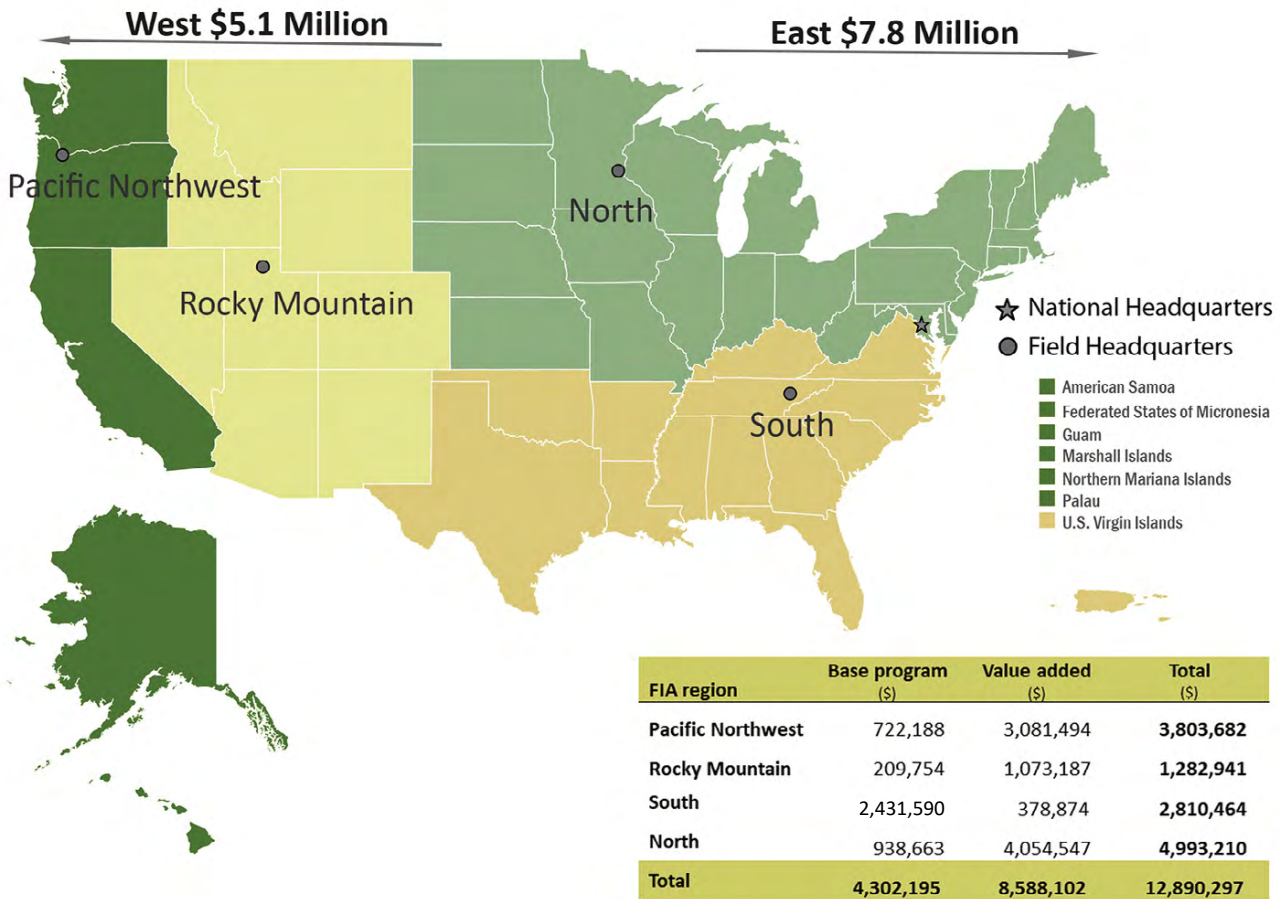 West $5.1 Million
East $7.8 Million
Pacific Northwest
North
Rocky Mountain
South
National Headquarters
Field Headquarters
American Samoa
Federated States of Micronesia
Guam
Marshall Islands
Northern Mariana Islands
Palau
U.S. Virgin Islands
FIA region Base program ($) Value added ($) Total ($)
Pacific Northwest 722,188 3,081,494 3,803,682
Rocky Mountain 209,754 1,073,187 1,282,941
South 2,431,590 378,874 2,810,464
North 938,663 4,054,547 4,993,210
Total 4,302,195 8,588,102 12,890,297